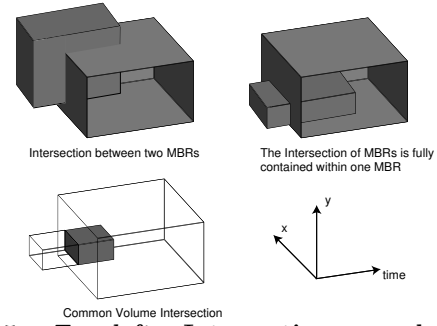 Intersection between two MBRs
The Intersection of MBRs is fully
contained within one MBR
y
x
time
Common Volume Intersection